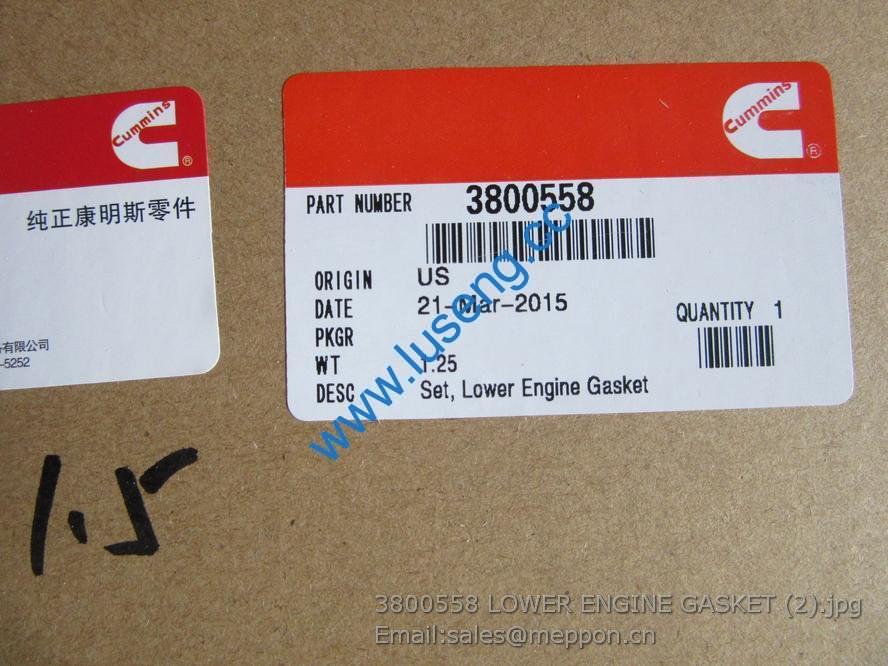 Cummins
®
纯正康明斯零件
有限公司
-5252
Cummins
®
PART NUMBER 3800558
ORIGIN US
DATE 21-Mar-2015
PKGR
WT 1.25
DESC Set, Lower Engine Gasket
QUANTITY 1
www.luseng.cc
1.5
3800558 LOWER ENGINE GASKET (2).jpg
Email:sales@meppon.cn